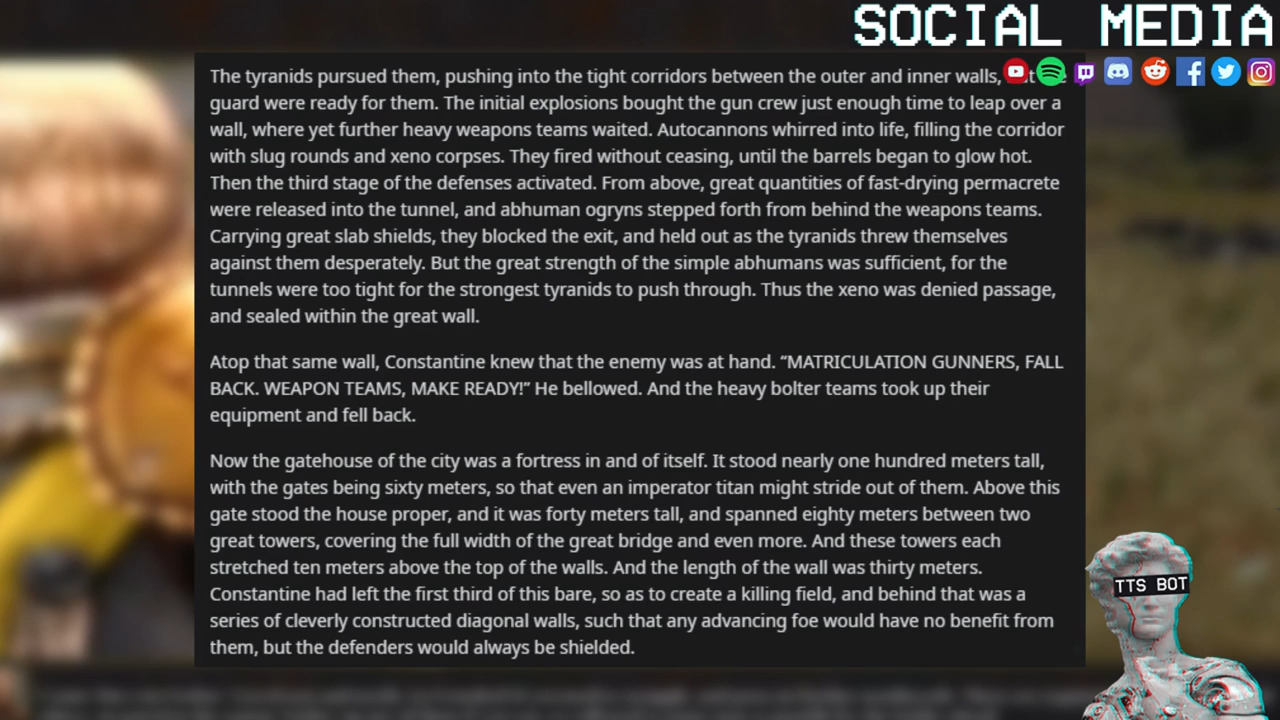 SOCIAL MEDIA
The tyranids pursued them, pushing into the tight corridors between the outer and inner walls,
guard were ready for them. The initial explosions bought the gun crew just enough time to leap over a
wall, where yet further heavy weapons teams waited. Autocannons whirred into life, filling the corridor
with slug rounds and xeno corpses. They fired without ceasing, until the barrels began to glow hot.
Then the third stage of the defenses activated. From above, great quantities of fast-drying permacrete
were released into the tunnel, and abhuman ogryns stepped forth from behind the weapons teams.
Carrying great slab shields, they blocked the exit, and held out as the tyranids threw themselves
against them desperately. But the great strength of the simple abhumans was sufficient, for the
tunnels were too tight for the strongest tyranids to push through. Thus the xeno was denied passage,
and sealed within the great wall.
Atop that same wall, Constantine knew that the enemy was at hand. “MATRICULATION GUNNERS, FALL
BACK. WEAPON TEAMS, MAKE READY!” He bellowed. And the heavy bolter teams took up their
equipment and fell back.
Now the gatehouse of the city was a fortress in and of itself. It stood nearly one hundred meters tall,
with the gates being sixty meters, so that even an imperator titan might stride out of them. Above this
gate stood the house proper, and it was forty meters tall, and spanned eighty meters between two
great towers, covering the full width of the great bridge and even more. And these towers each
stretched ten meters above the top of the walls. And the length of the wall was thirty meters.
Constantine had left the first third of this bare, so as to create a killing field, and behind that was a
series of cleverly constructed diagonal walls, such that any advancing foe would have no benefit from
them, but the defenders would always be shielded.
TTS BOT